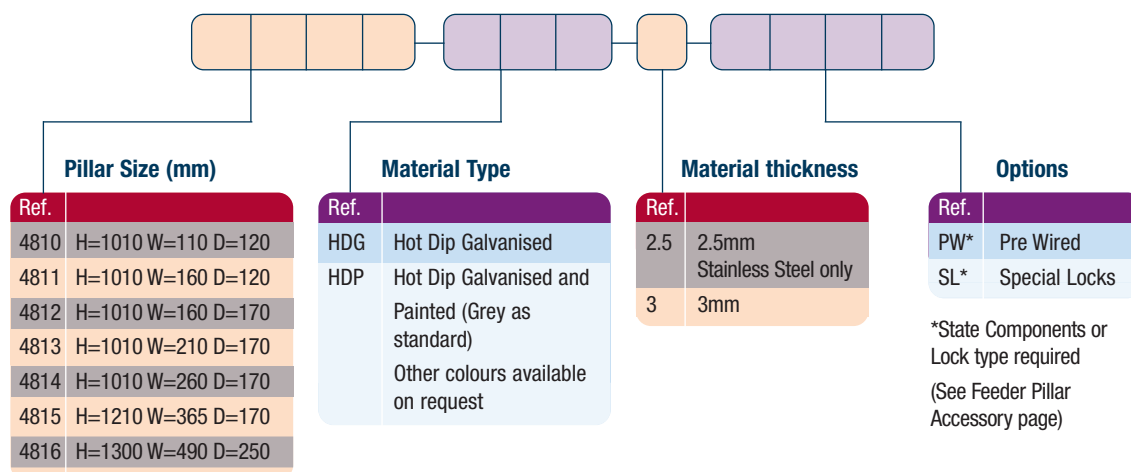 Pillar Size (mm)
Ref.
4810 H=1010 W=110 D=120
4811 H=1010 W=160 D=120
4812 H=1010 W=160 D=170
4813 H=1010 W=210 D=170
4814 H=1010 W=260 D=170
4815 H=1210 W=365 D=170
4816 H=1300 W=490 D=250
Material Type
Ref.
HDG Hot Dip Galvanised
HDP Hot Dip Galvanised and
Painted (Grey as
standard)
Other colours available
on request
Material thickness
Ref.
2.5 2.5mm
Stainless Steel only
3 3mm
Options
Ref.
PW* Pre Wired
SL* Special Locks
*State Components or
Lock type required
(See Feeder Pillar
Accessory page)